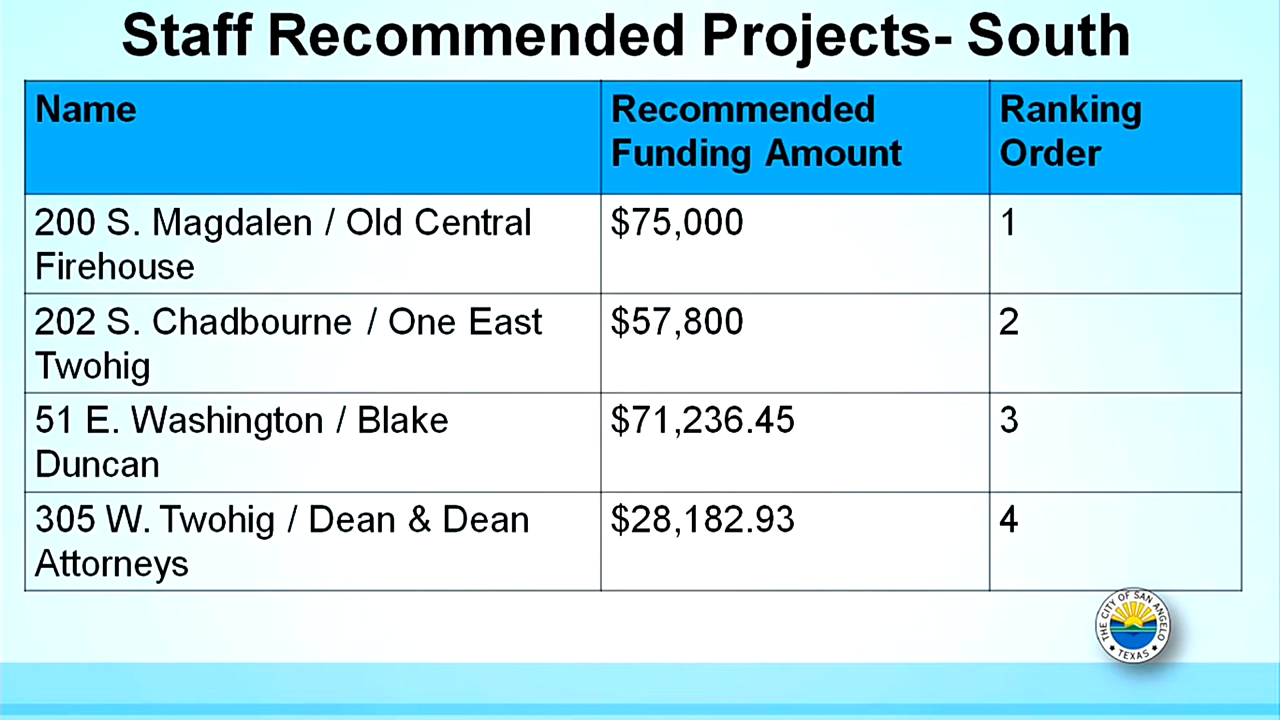 Staff Recommended Projects- South
Name
Recommended
Funding Amount
Ranking
Order
200 S. Magdalen / Old Central
Firehouse
$75,000
1
202 S. Chadbourne / One East
Twohig
$57,800
2
51 E. Washington / Blake
Duncan
$71,236.45
3
305 W. Twohig / Dean & Dean
Attorneys
$28,182.93
4
THE CITY OF SAN ANGELO
TEXAS